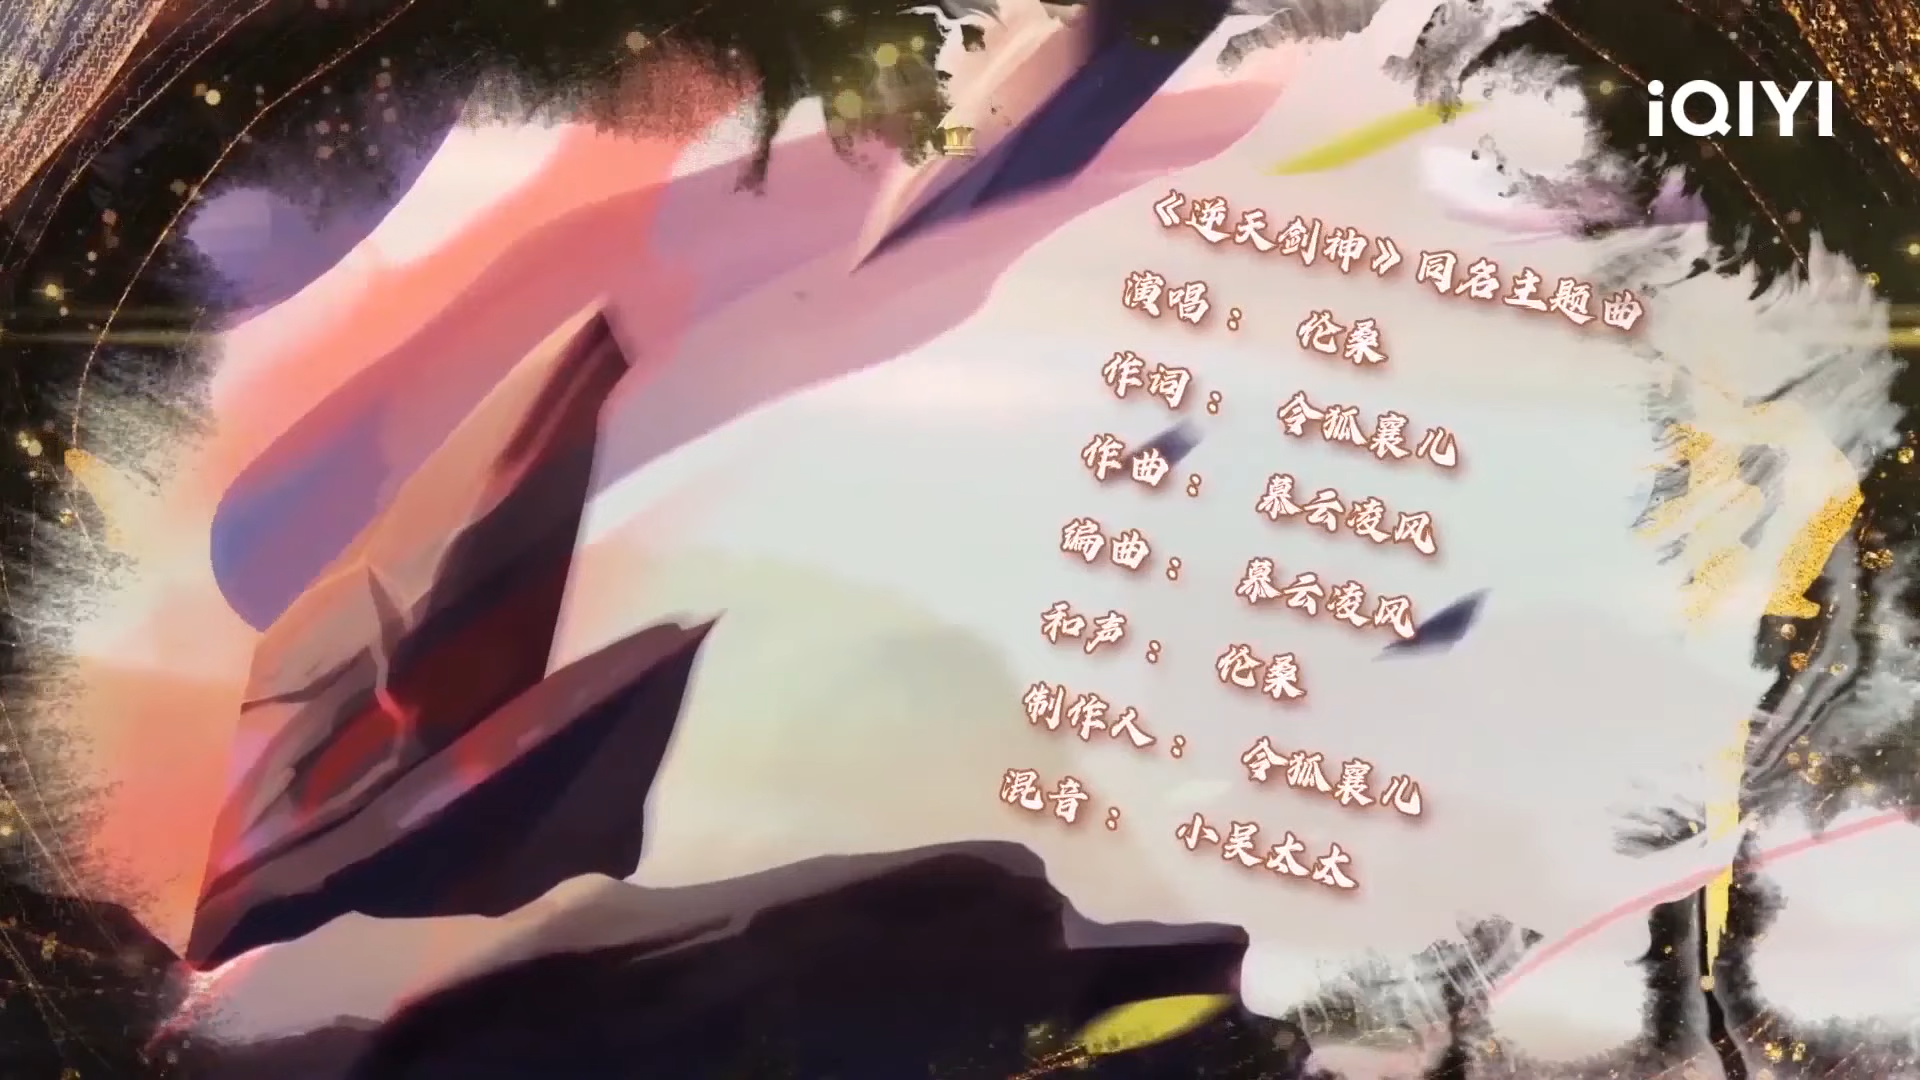 iQIYI
《逆天剑神》同名主题曲
演唱： 伦桑
作词： 令狐襄儿
作曲： 慕云凌风
编曲： 慕云凌风
和声： 伦桑
制作人： 令狐襄儿
混音： 小吴太太